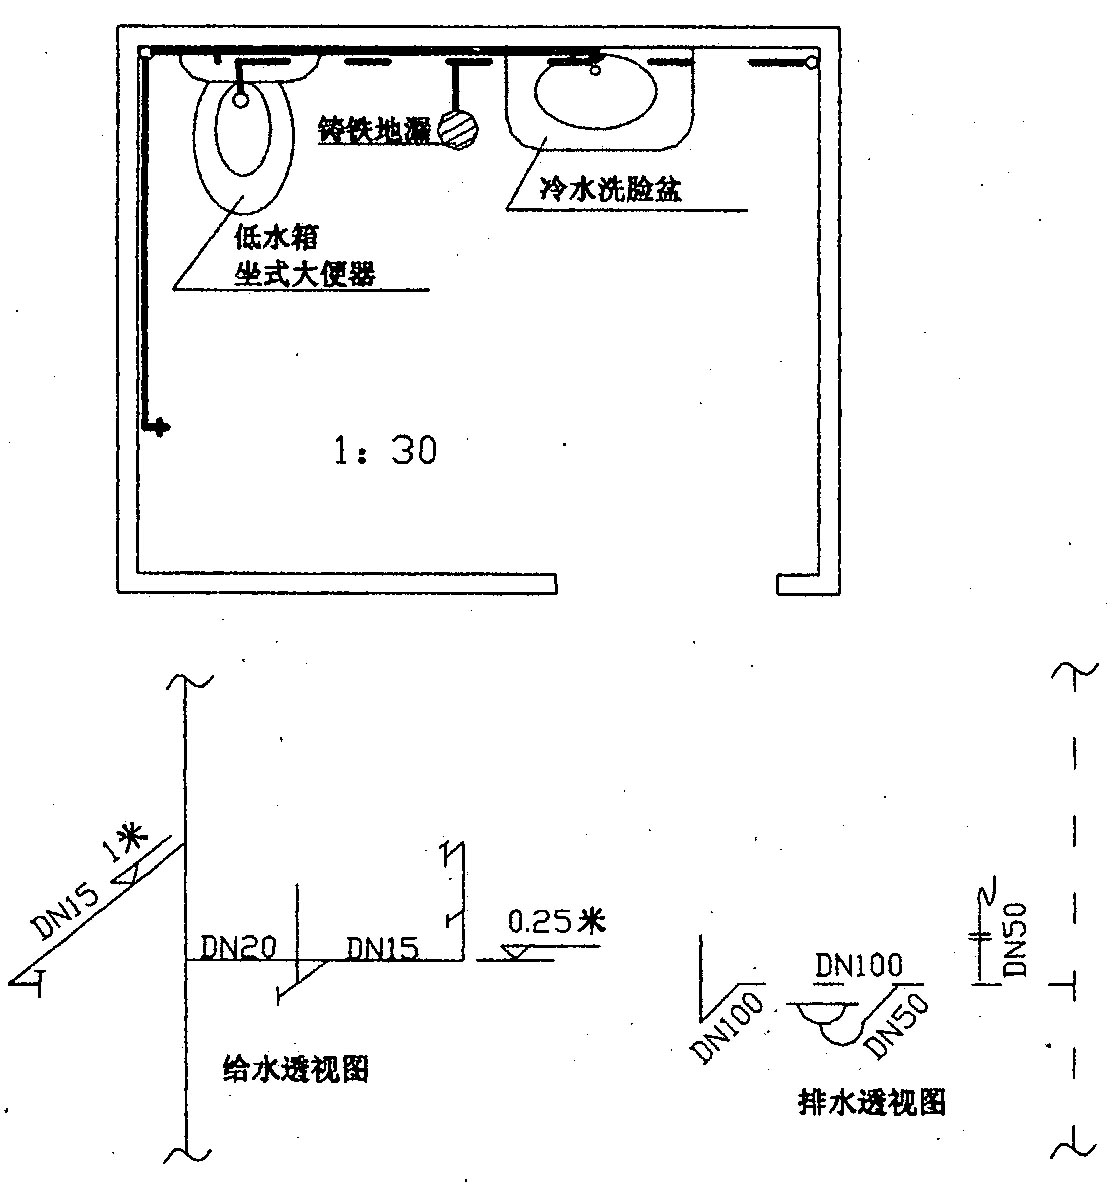 铸铁地漏
冷水洗脸盆
低水箱
坐式大便器
1: 30
1米
DN15
DN20
DN15
0.25米
给水透视图
DN50
DN100
DN100
DN50
排水透视图